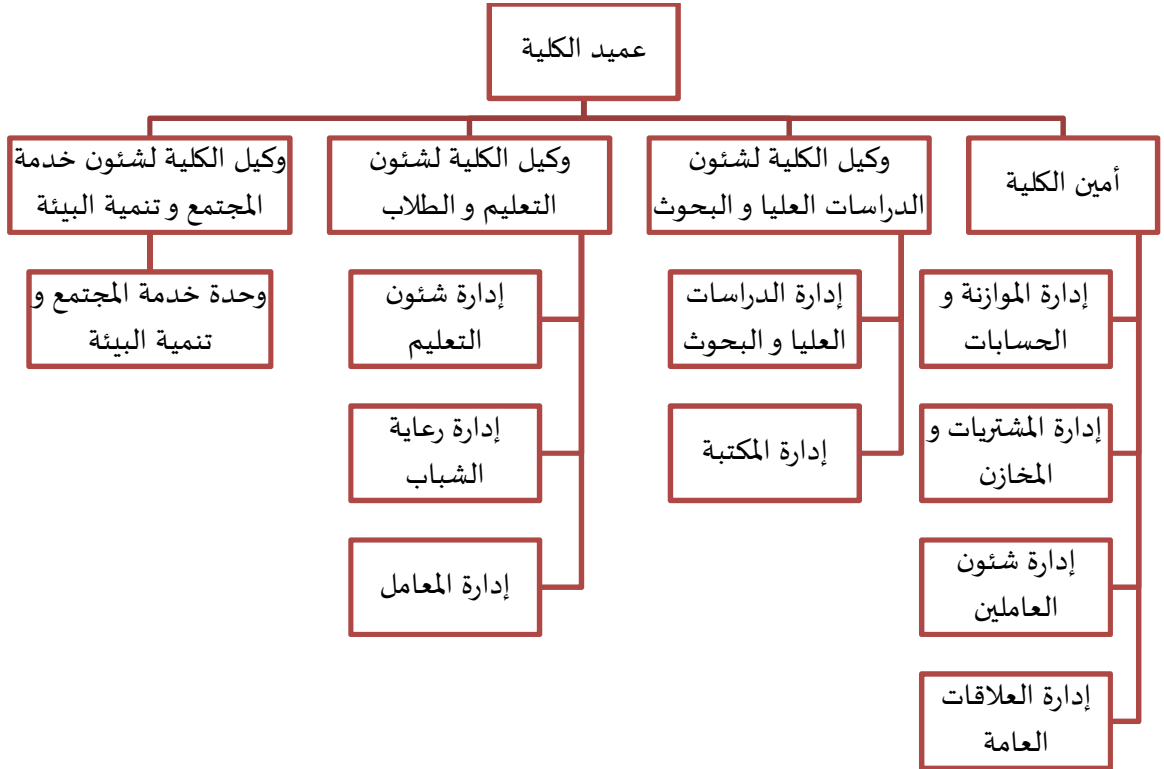 عميد الكلية
أمين الكلية
وكيل الكلية لشئون
الدراسات العليا و البحوث
وكيل الكلية لشئون
التعليم و الطلاب
وكيل الكلية لشئون خدمة
المجتمع و تنمية البيئة
إدارة الموازنة و
الحسابات
إدارة المشتريات و
المخازن
إدارة شئون
العاملين
إدارة العلاقات
العامة
إدارة الدراسات
العليا و البحوث
إدارة المكتبة
إدارة شئون
التعليم
إدارة رعاية
الشباب
إدارة المعامل
وحدة خدمة المجتمع و
تنمية البيئة